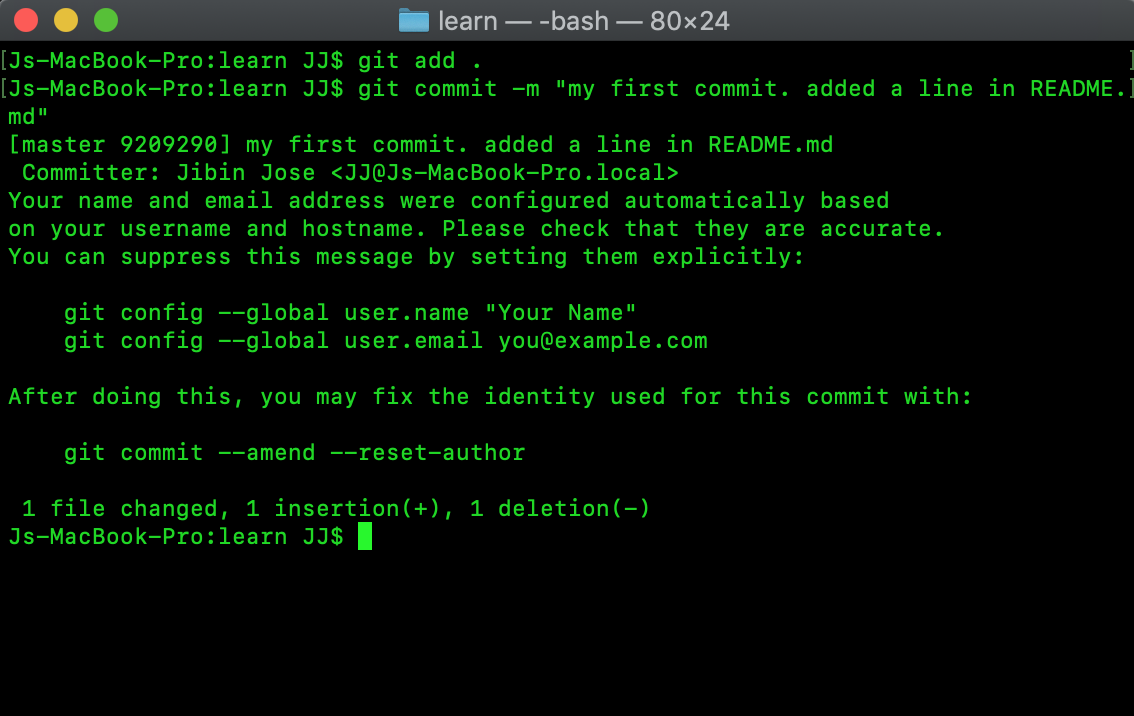 learn — -bash — 80×24
[Js-MacBook-Pro:learn JJ$ git add .                                              ]
[Js-MacBook-Pro:learn JJ$ git commit -m "my first commit. added a line in README.]
md"
[master 9209290] my first commit. added a line in README.md
 Committer: Jibin Jose <JJ@Js-MacBook-Pro.local>
Your name and email address were configured automatically based
on your username and hostname. Please check that they are accurate.
You can suppress this message by setting them explicitly:

    git config --global user.name "Your Name"
    git config --global user.email you@example.com

After doing this, you may fix the identity used for this commit with:

    git commit --amend --reset-author

 1 file changed, 1 insertion(+), 1 deletion(-)
Js-MacBook-Pro:learn JJ$